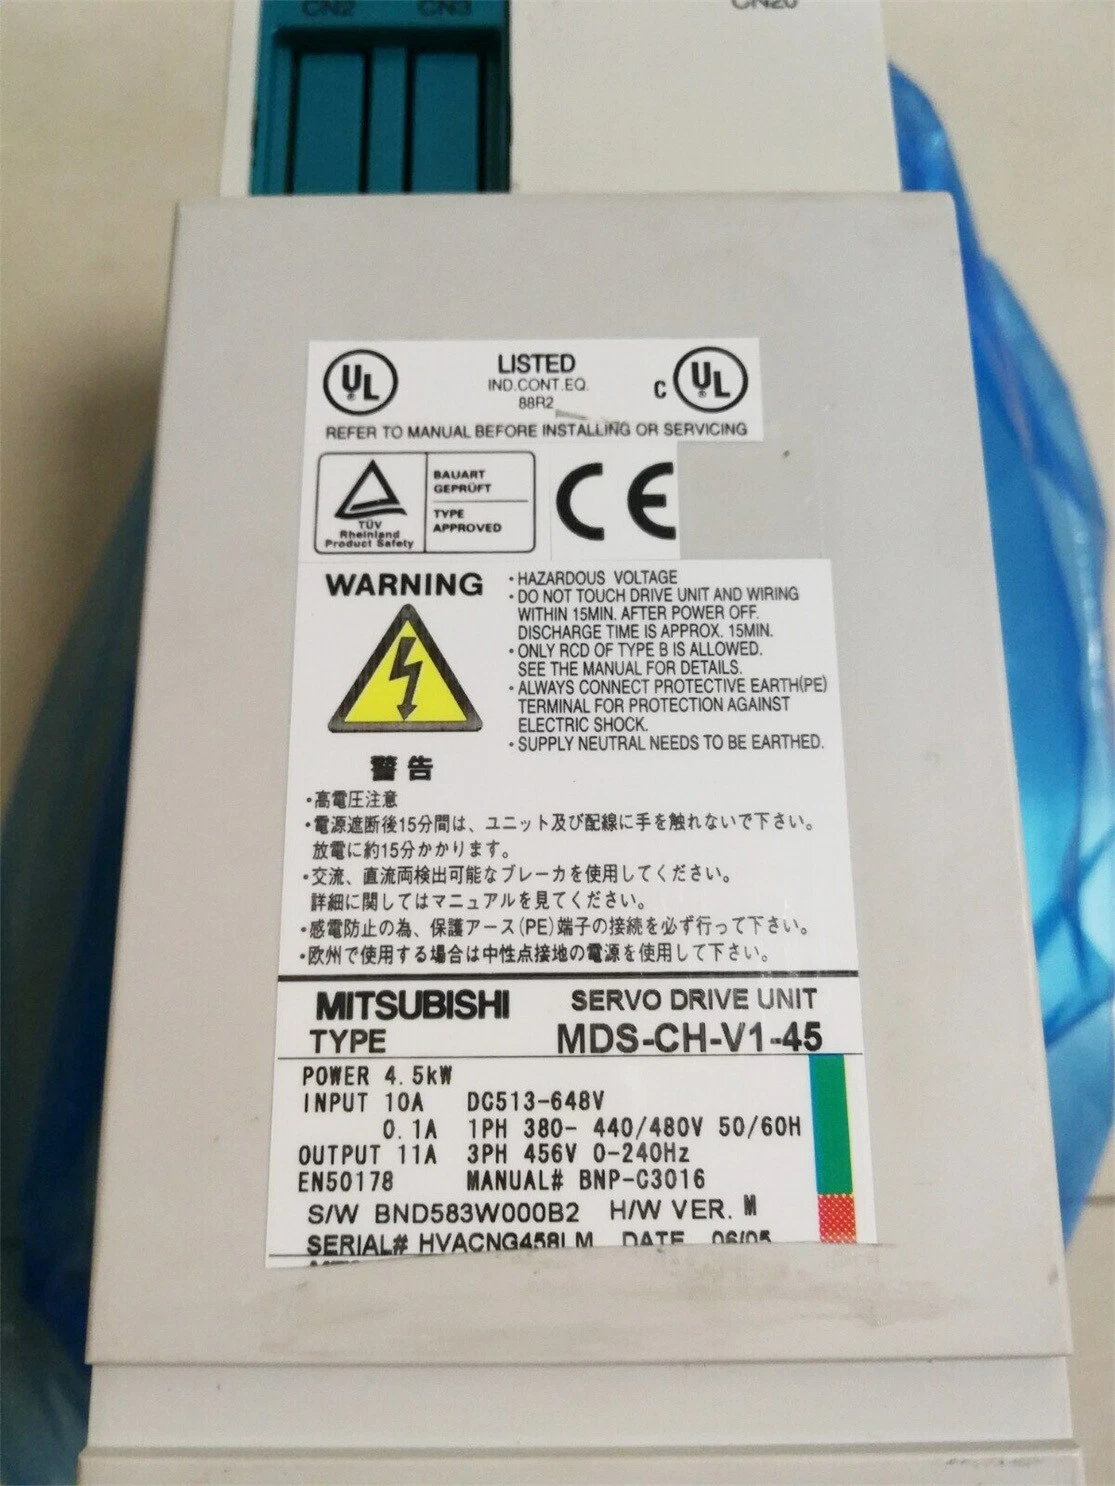 CN2 CN3 CN20
UL LISTED C UL
IND.CONT.EQ.
88R2
REFER TO MANUAL BEFORE INSTALLING OR SERVICING
TÜV
Rheinland
Product Safety
BAUART
GEPRÜFT
TYPE
APPROVED
CE
WARNING
・HAZARDOUS VOLTAGE
・DO NOT TOUCH DRIVE UNIT AND WIRING
WITHIN 15MIN. AFTER POWER OFF.
DISCHARGE TIME IS APPROX. 15MIN.
・ONLY RCD OF TYPE B IS ALLOWED.
SEE THE MANUAL FOR DETAILS.
・ALWAYS CONNECT PROTECTIVE EARTH(PE)
TERMINAL FOR PROTECTION AGAINST
ELECTRIC SHOCK.
・SUPPLY NEUTRAL NEEDS TO BE EARTHED.
警告
・高電圧注意
・電源遮断後15分間は、ユニット及び配線に手を触れないで下さい。
放電に約15分かかります。
・交流、直流両検出可能なブレーカを使用してください。
詳細に関してはマニュアルを見てください。
・感電防止の為、保護アース(PE)端子の接続を必ず行って下さい。
・欧州で使用する場合は中性点接地の電源を使用して下さい。
MITSUBISHI SERVO DRIVE UNIT
TYPE MDS-CH-V1-45
POWER 4.5kW
INPUT 10A DC513-648V
0.1A 1PH 380- 440/480V 50/60H
OUTPUT 11A 3PH 456V 0-240Hz
EN50178 MANUAL# BNP-C3016
S/W BND583W000B2 H/W VER. M
SERIAL# HVACNG458LM DATE 06/05